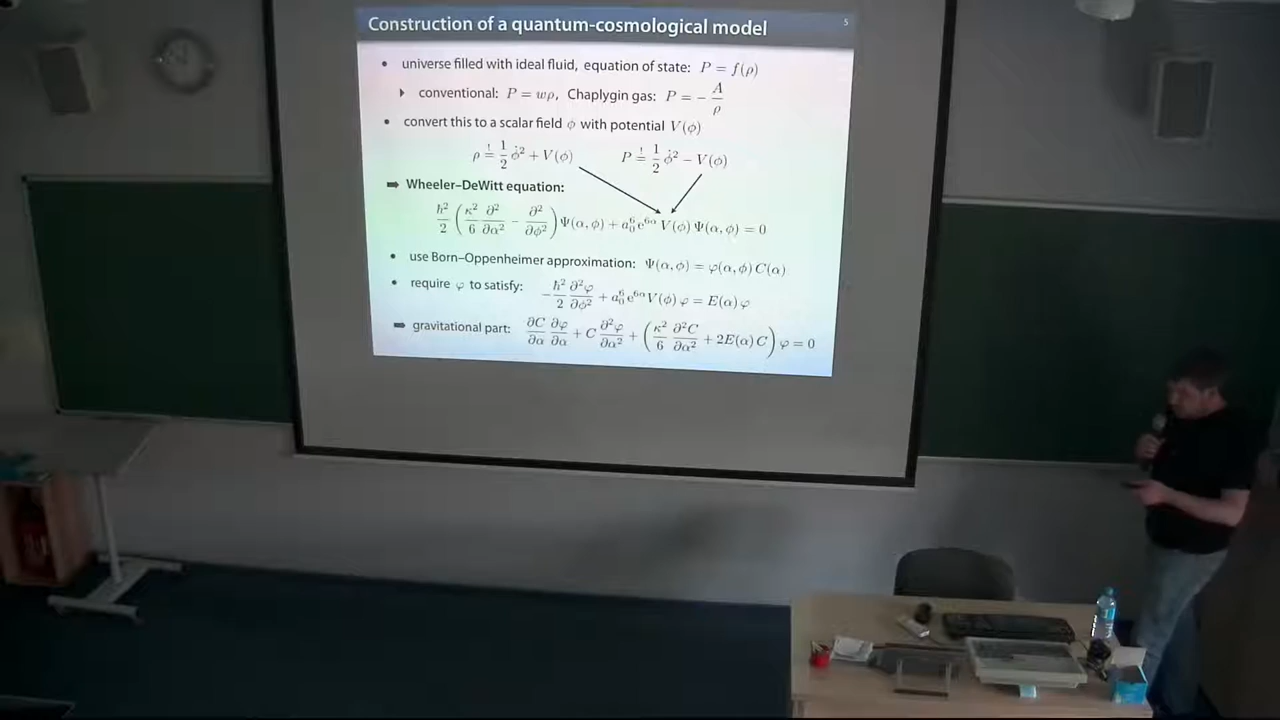 Construction of a quantum-cosmological model 5
• universe filled with ideal fluid, equation of state: P = f(ρ)
▸ conventional: P = wρ, Chaplygin gas: P = − A/ρ
• convert this to a scalar field ϕ with potential V(ϕ)
ρ =! 1/2 ϕ̇² + V(ϕ) P =! 1/2 ϕ̇² − V(ϕ)
➡ Wheeler–DeWitt equation:
ħ²/2 (κ²/6 ∂²/∂α² − ∂²/∂ϕ²) Ψ(α, ϕ) + a₀⁶ e^{6α} V(ϕ) Ψ(α, ϕ) = 0
• use Born–Oppenheimer approximation: Ψ(α, ϕ) = φ(α, ϕ) C(α)
• require φ to satisfy: − ħ²/2 ∂²φ/∂ϕ² + a₀⁶ e^{6α} V(ϕ) φ = E(α) φ
➡ gravitational part: ∂C/∂α ∂φ/∂α + C ∂²φ/∂α² + (κ²/6 ∂²C/∂α² + 2E(α) C) φ = 0